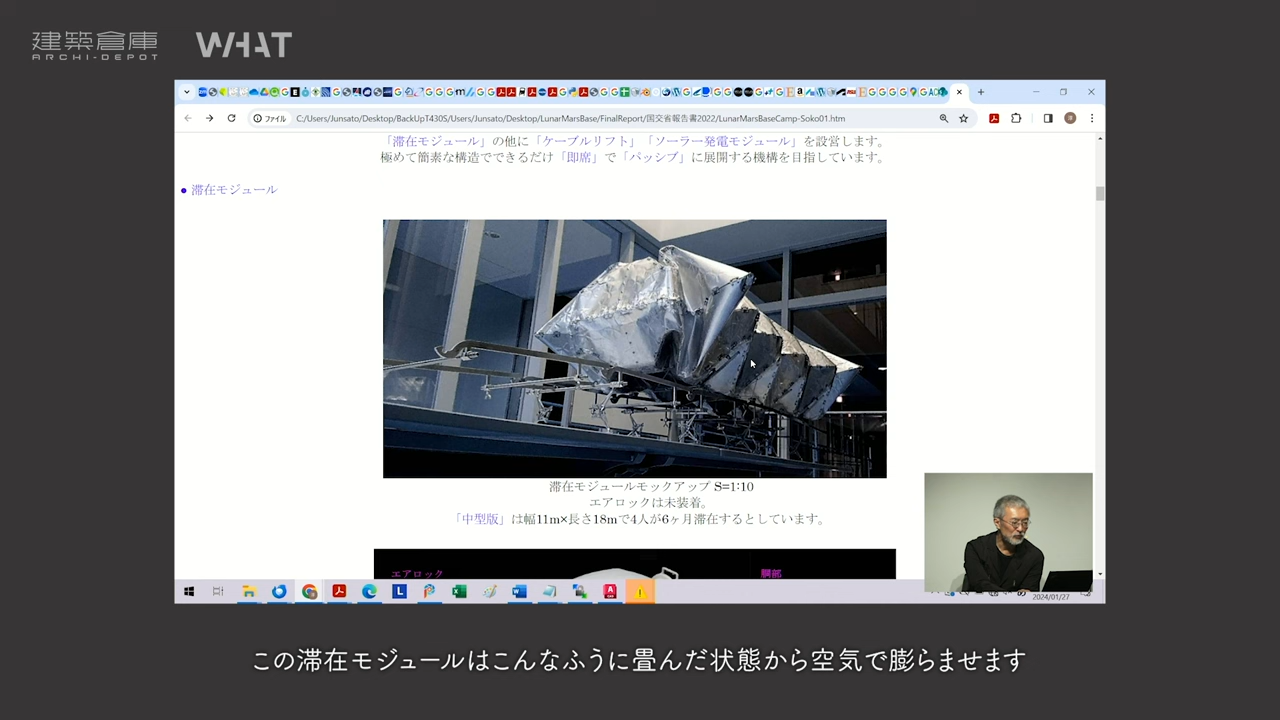 建築倉庫
ARCHI-DEPOT
WHAT
ファイル C:/Users/Junsato/Desktop/BackUpT430S/Users/Junsato/Desktop/LunarMarsBase/FinalReport/国交省報告書2022/LunarMarsBaseCamp-Soko01.htm
「滞在モジュール」の他に「ケーブルリフト」「ソーラー発電モジュール」を設営します。
極めて簡素な構造でできるだけ「即席」で「パッシブ」に展開する機構を目指しています。
● 滞在モジュール
滞在モジュールモックアップ S=1:10
エアロックは未装着。
「中型版」は幅11m×長さ18mで4人が6ヶ月滞在するとしています。
エアロック
胴部
2024/01/27
この滞在モジュールはこんなふうに畳んだ状態から空気で膨らませます